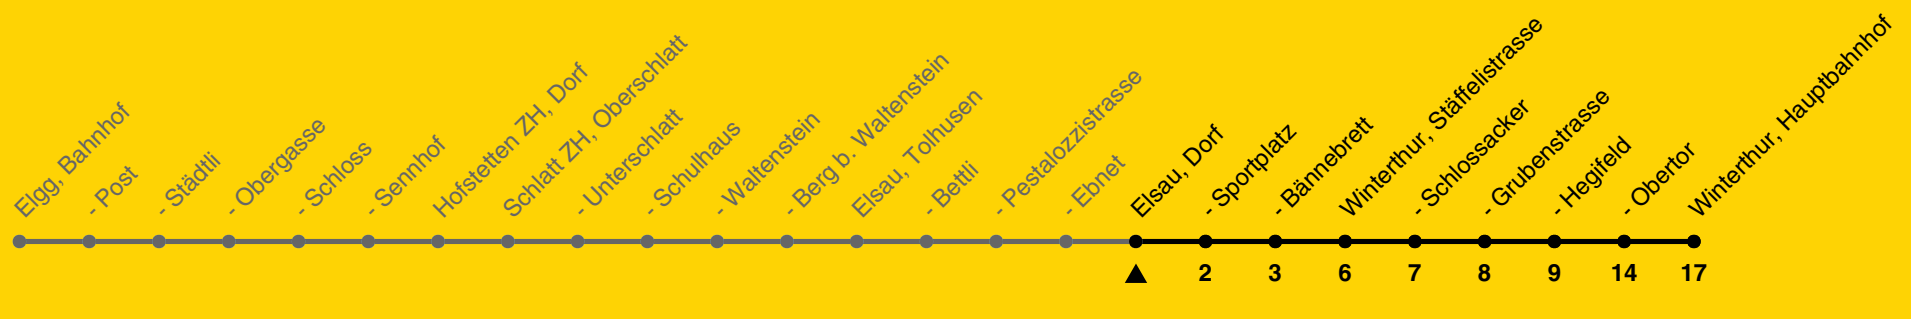 Elgg, Bahnhof
- Post
- Städtli
- Obergasse
- Schloss
- Sennhof
Hofstetten ZH, Dorf
Schlatt ZH, Oberschlatt
- Unterschlatt
- Schulhaus
- Waltenstein
- Berg b. Waltenstein
Elsau, Tolhusen
- Bettli
- Pestalozzistrasse
- Ebnet
Elsau, Dorf
- Sportplatz
- Bännebrett
Winterthur, Stäffelistrasse
- Schlossacker
- Grubenstrasse
- Hegifeld
- Obertor
Winterthur, Hauptbahnhof
2 3 6 7 8 9 14 17